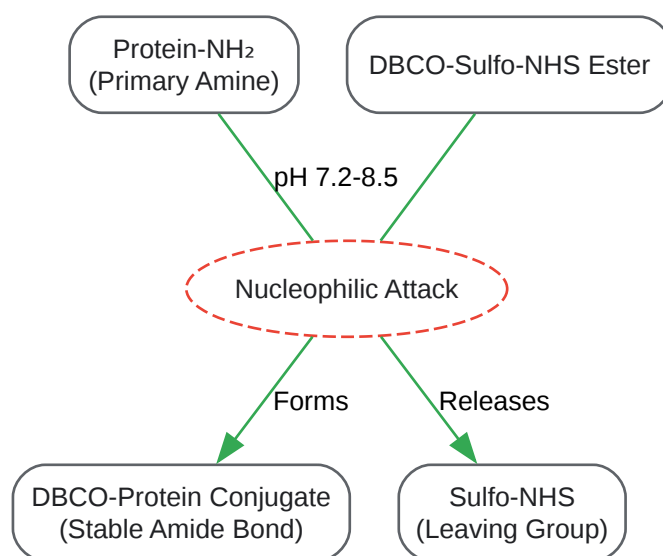 Protein-NH₂
(Primary Amine)
DBCO-Sulfo-NHS Ester
pH 7.2-8.5
Nucleophilic Attack
Forms
Releases
DBCO-Protein Conjugate
(Stable Amide Bond)
Sulfo-NHS
(Leaving Group)